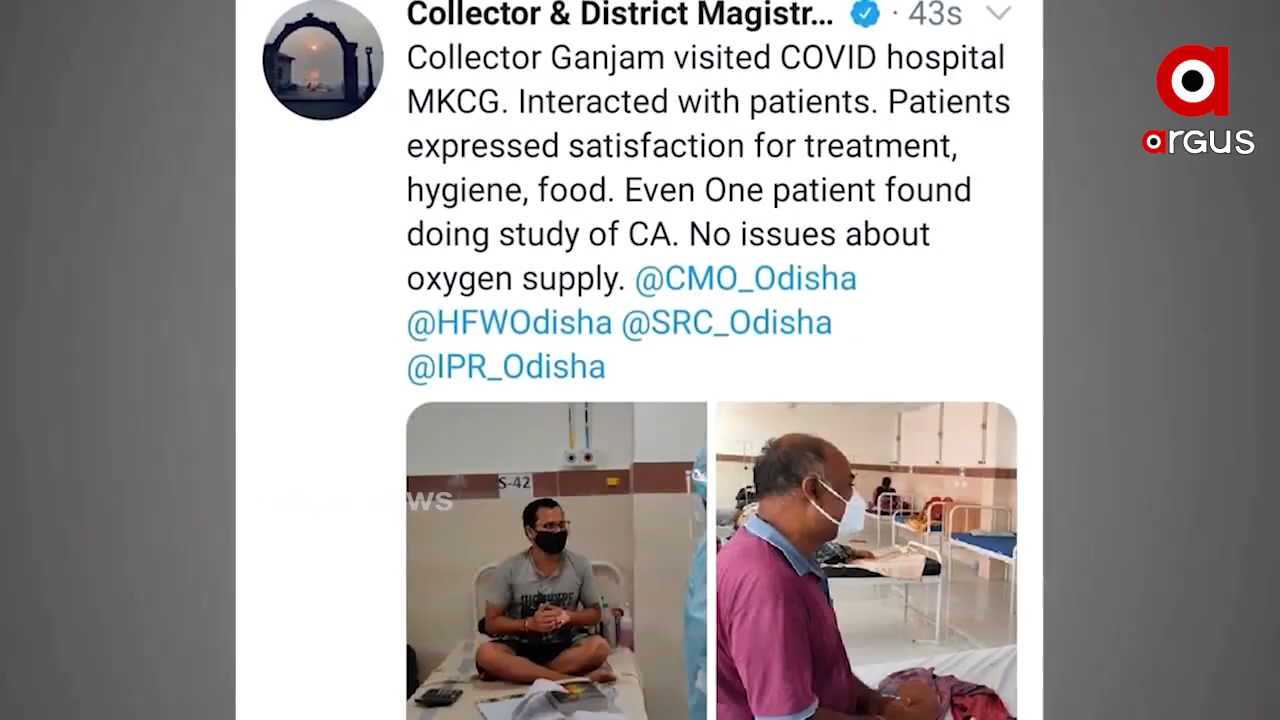 Collector & District Magistr... · 43s
Collector Ganjam visited COVID hospital
MKCG. Interacted with patients. Patients
expressed satisfaction for treatment,
hygiene, food. Even One patient found
doing study of CA. No issues about
oxygen supply. @CMO_Odisha
@HFWOdisha @SRC_Odisha
@IPR_Odisha
argus
S-42